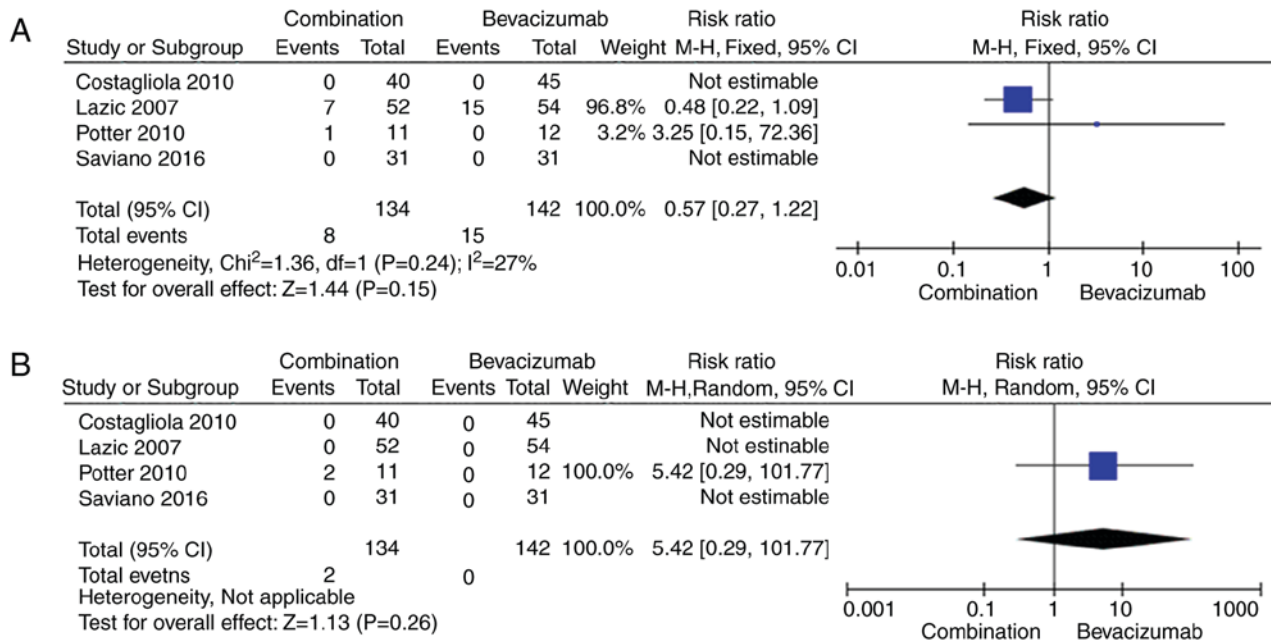 A
Combination Bevacizumab Risk ratio Risk ratio
Study or Subgroup Events Total Events Total Weight M-H, Fixed, 95% CI M-H, Fixed, 95% CI
Costagliola 2010 0 40 0 45 Not estimable
Lazic 2007 7 52 15 54 96.8% 0.48 [0.22, 1.09]
Potter 2010 1 11 0 12 3.2% 3.25 [0.15, 72.36]
Saviano 2016 0 31 0 31 Not estimable
Total (95% CI) 134 142 100.0% 0.57 [0.27, 1.22]
Total events 8 15
Heterogeneity, Chi²=1.36, df=1 (P=0.24); I²=27%
Test for overall effect: Z=1.44 (P=0.15)
0.01 0.1 1 10 100
Combination Bevacizumab
B
Combination Bevacizumab Risk ratio Risk ratio
Study or Subgroup Events Total Events Total Weight M-H,Random, 95% CI M-H, Random, 95% CI
Costagliola 2010 0 40 0 45 Not estimable
Lazic 2007 0 52 0 54 Not estinable
Potter 2010 2 11 0 12 100.0% 5.42 [0.29, 101.77]
Saviano 2016 0 31 0 31 Not estimable
Total (95% CI) 134 142 100.0% 5.42 [0.29, 101.77]
Total evetns 2 0
Heterogeneity, Not applicable
Test for overall effect: Z=1.13 (P=0.26)
0.001 0.1 1 10 1000
Combination Bevacizumab